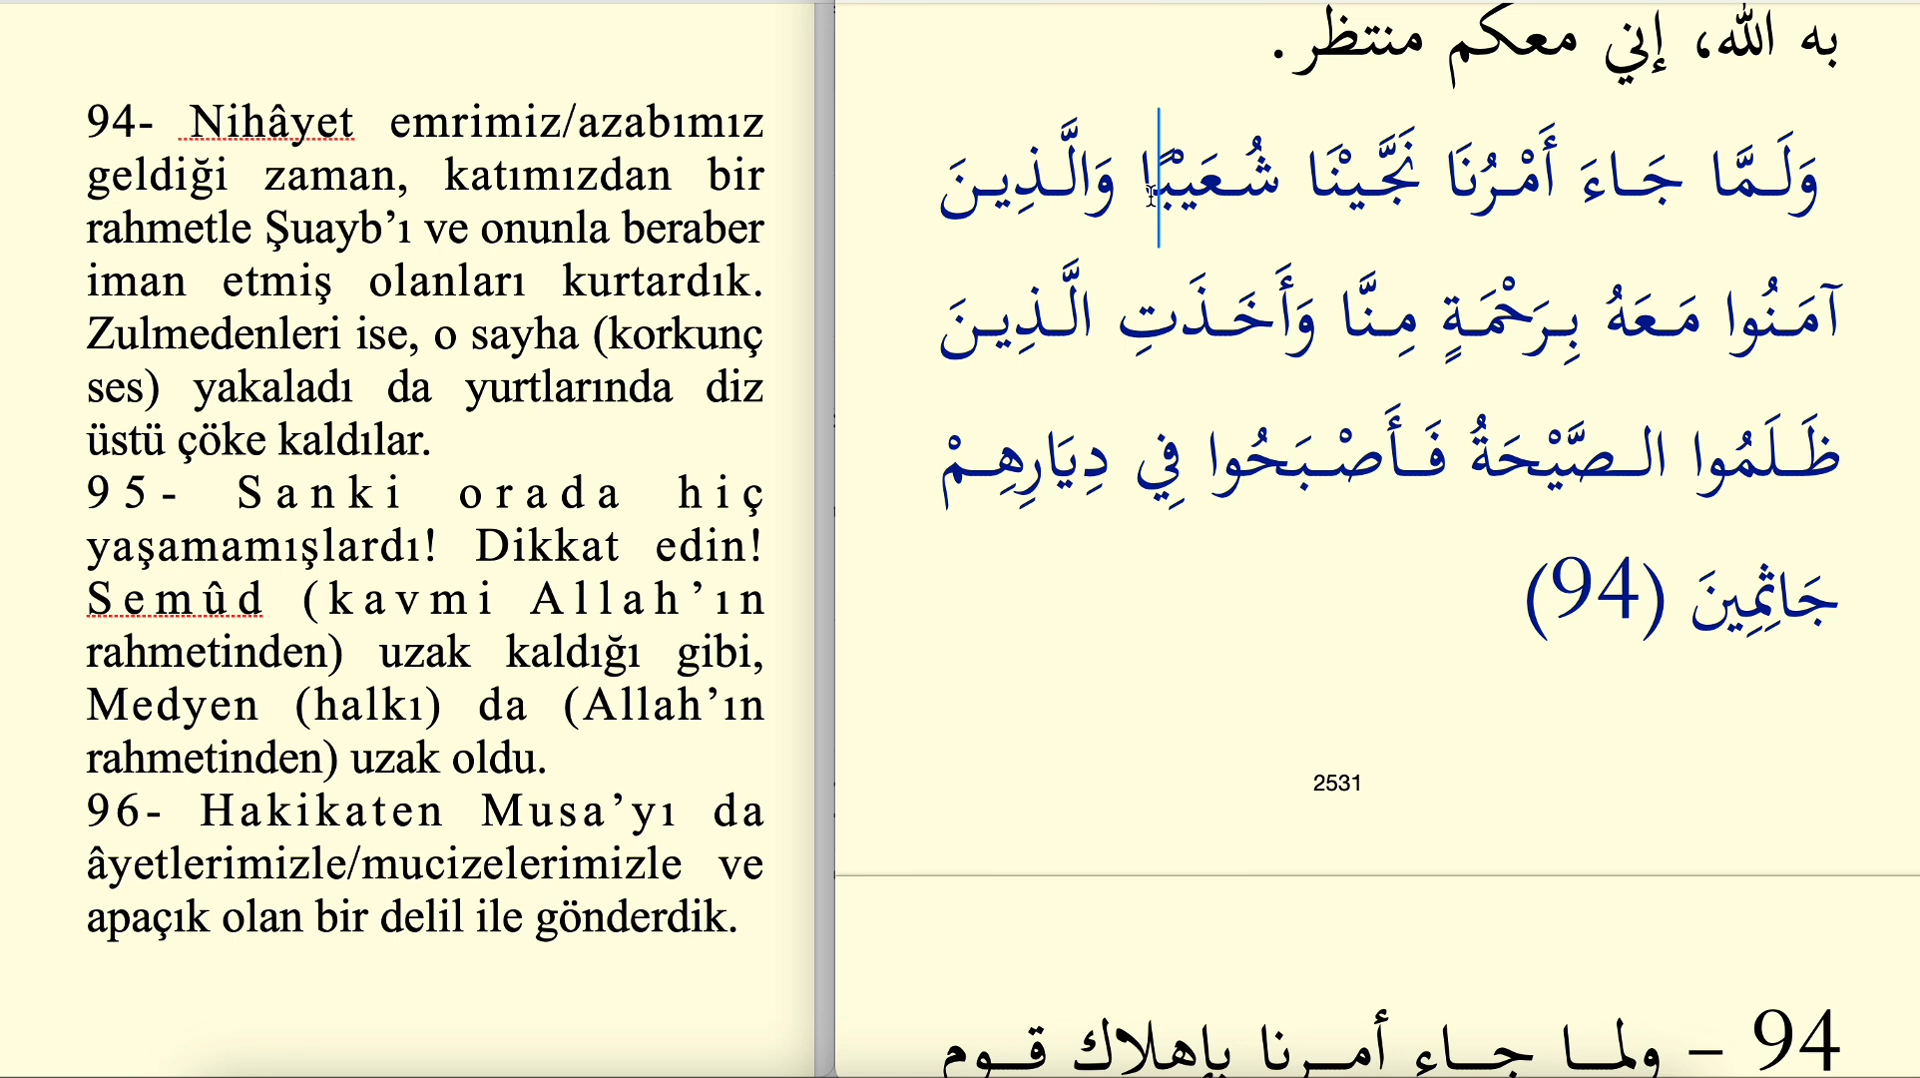 94- Nihâyet emrimiz/azabımız
geldiği zaman, katımızdan bir
rahmetle Şuayb’ı ve onunla beraber
iman etmiş olanları kurtardık.
Zulmedenleri ise, o sayha (korkunç
ses) yakaladı da yurtlarında diz
üstü çöke kaldılar.
95- Sanki orada hiç
yaşamamışlardı! Dikkat edin!
Semûd (kavmi Allah’ın
rahmetinden) uzak kaldığı gibi,
Medyen (halkı) da (Allah’ın
rahmetinden) uzak oldu.
96- Hakikaten Musa’yı da
âyetlerimizle/mucizelerimizle ve
apaçık olan bir delil ile gönderdik.
به الله، إني معكم منتظر.
وَلَمَّا جَاءَ أَمْرُنَا نَجَّيْنَا شُعَيْبًا وَالَّذِينَ
آمَنُوا مَعَهُ بِرَحْمَةٍ مِنَّا وَأَخَذَتِ الَّذِينَ
ظَلَمُوا الصَّيْحَةُ فَأَصْبَحُوا فِي دِيَارِهِمْ
جَاثِمِينَ (94)
2531
94 – ولما جاء أمرنا بإهلاك قوم